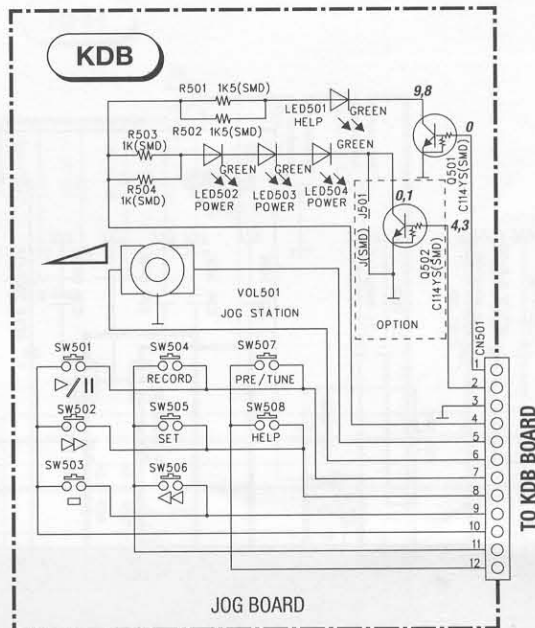 KDB
R501 1K5(SMD)
R502 1K5(SMD)
LED501
HELP
GREEN
9,8
0
Q501
C114YS(SMD)
R503
1K(SMD)
R504
1K(SMD)
GREEN
LED502
POWER
GREEN
LED503
POWER
GREEN
LED504
POWER
J501
J(SMD)
0,1
4,3
Q502
C114YS(SMD)
OPTION
VOL501
JOG STATION
CN501
SW501
SW504
RECORD
SW507
PRE/TUNE
SW502
SW505
SET
SW508
HELP
SW503
SW506
1
2
3
4
5
6
7
8
9
10
11
12
TO KDB BOARD
JOG BOARD